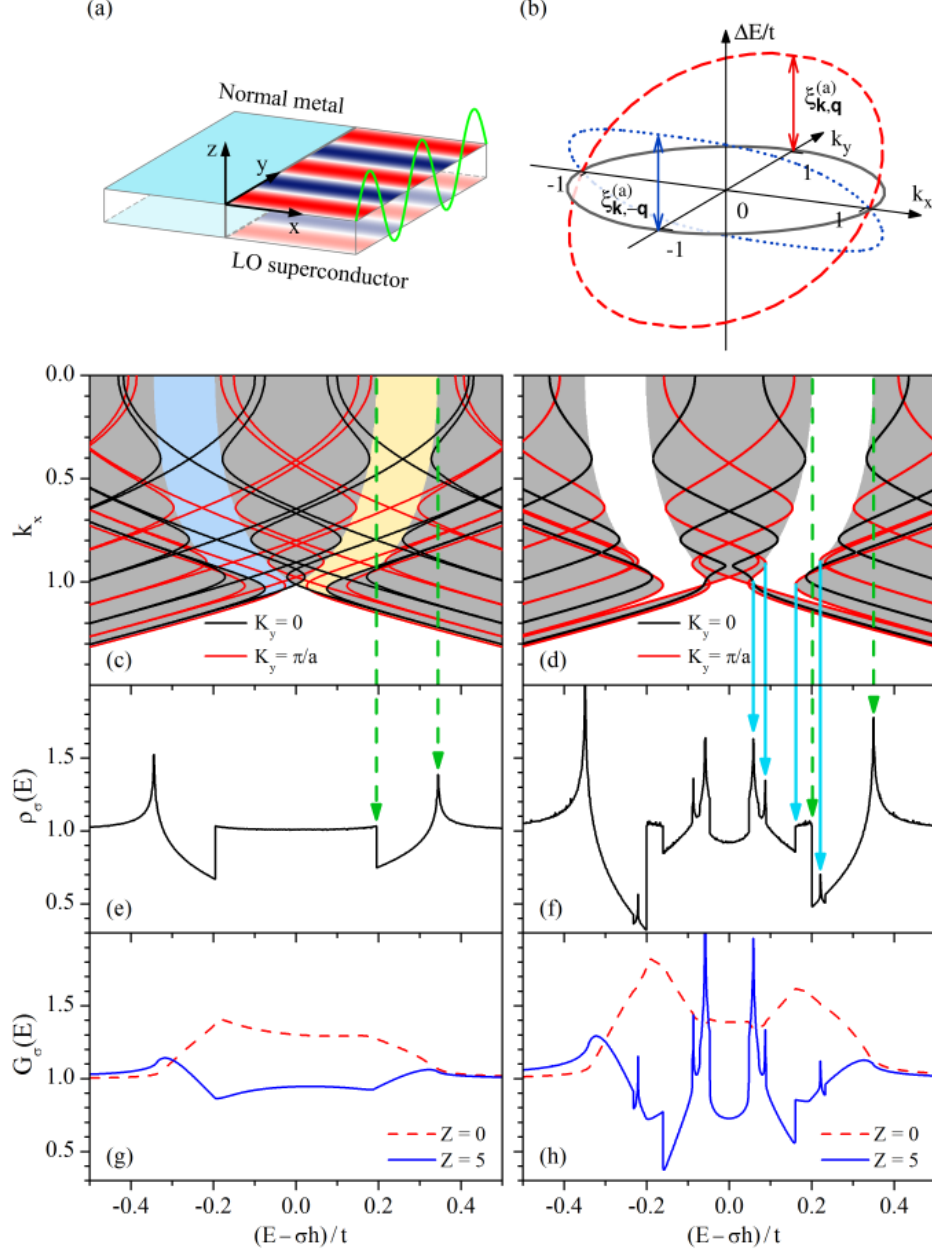 (a)
Normal metal
z
y
x
LO superconductor
(b)
ΔE/t
ξ(a)k,q
ky
-1
1
kx
ξ(a)k,-q
0
1
-1
kx
0.0
0.5
1.0
Ky = 0
Ky = π/a
(c)
Ky = 0
Ky = π/a
(d)
ρσ(E)
1.5
1.0
0.5
(e)
(f)
Gσ(E)
1.5
1.0
0.5
Z = 0
Z = 5
(g)
Z = 0
Z = 5
(h)
-0.4 -0.2 0.0 0.2 0.4
-0.4 -0.2 0.0 0.2 0.4
(E − σh) / t
(E − σh) / t